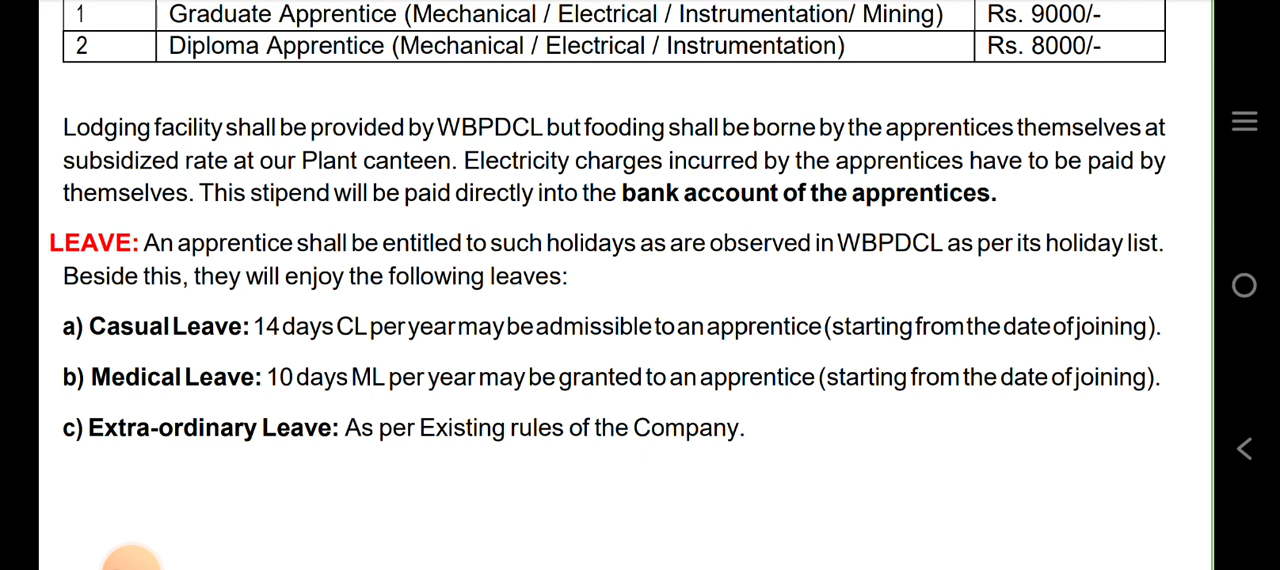 1 Graduate Apprentice (Mechanical / Electrical / Instrumentation/ Mining) Rs. 9000/-
2 Diploma Apprentice (Mechanical / Electrical / Instrumentation) Rs. 8000/-
Lodging facility shall be provided by WBPDCL but fooding shall be borne by the apprentices themselves at
subsidized rate at our Plant canteen. Electricity charges incurred by the apprentices have to be paid by
themselves. This stipend will be paid directly into the bank account of the apprentices.
LEAVE: An apprentice shall be entitled to such holidays as are observed in WBPDCL as per its holiday list.
Beside this, they will enjoy the following leaves:
a) Casual Leave: 14 days CL per year may be admissible to an apprentice (starting from the date of joining).
b) Medical Leave: 10 days ML per year may be granted to an apprentice (starting from the date of joining).
c) Extra-ordinary Leave: As per Existing rules of the Company.